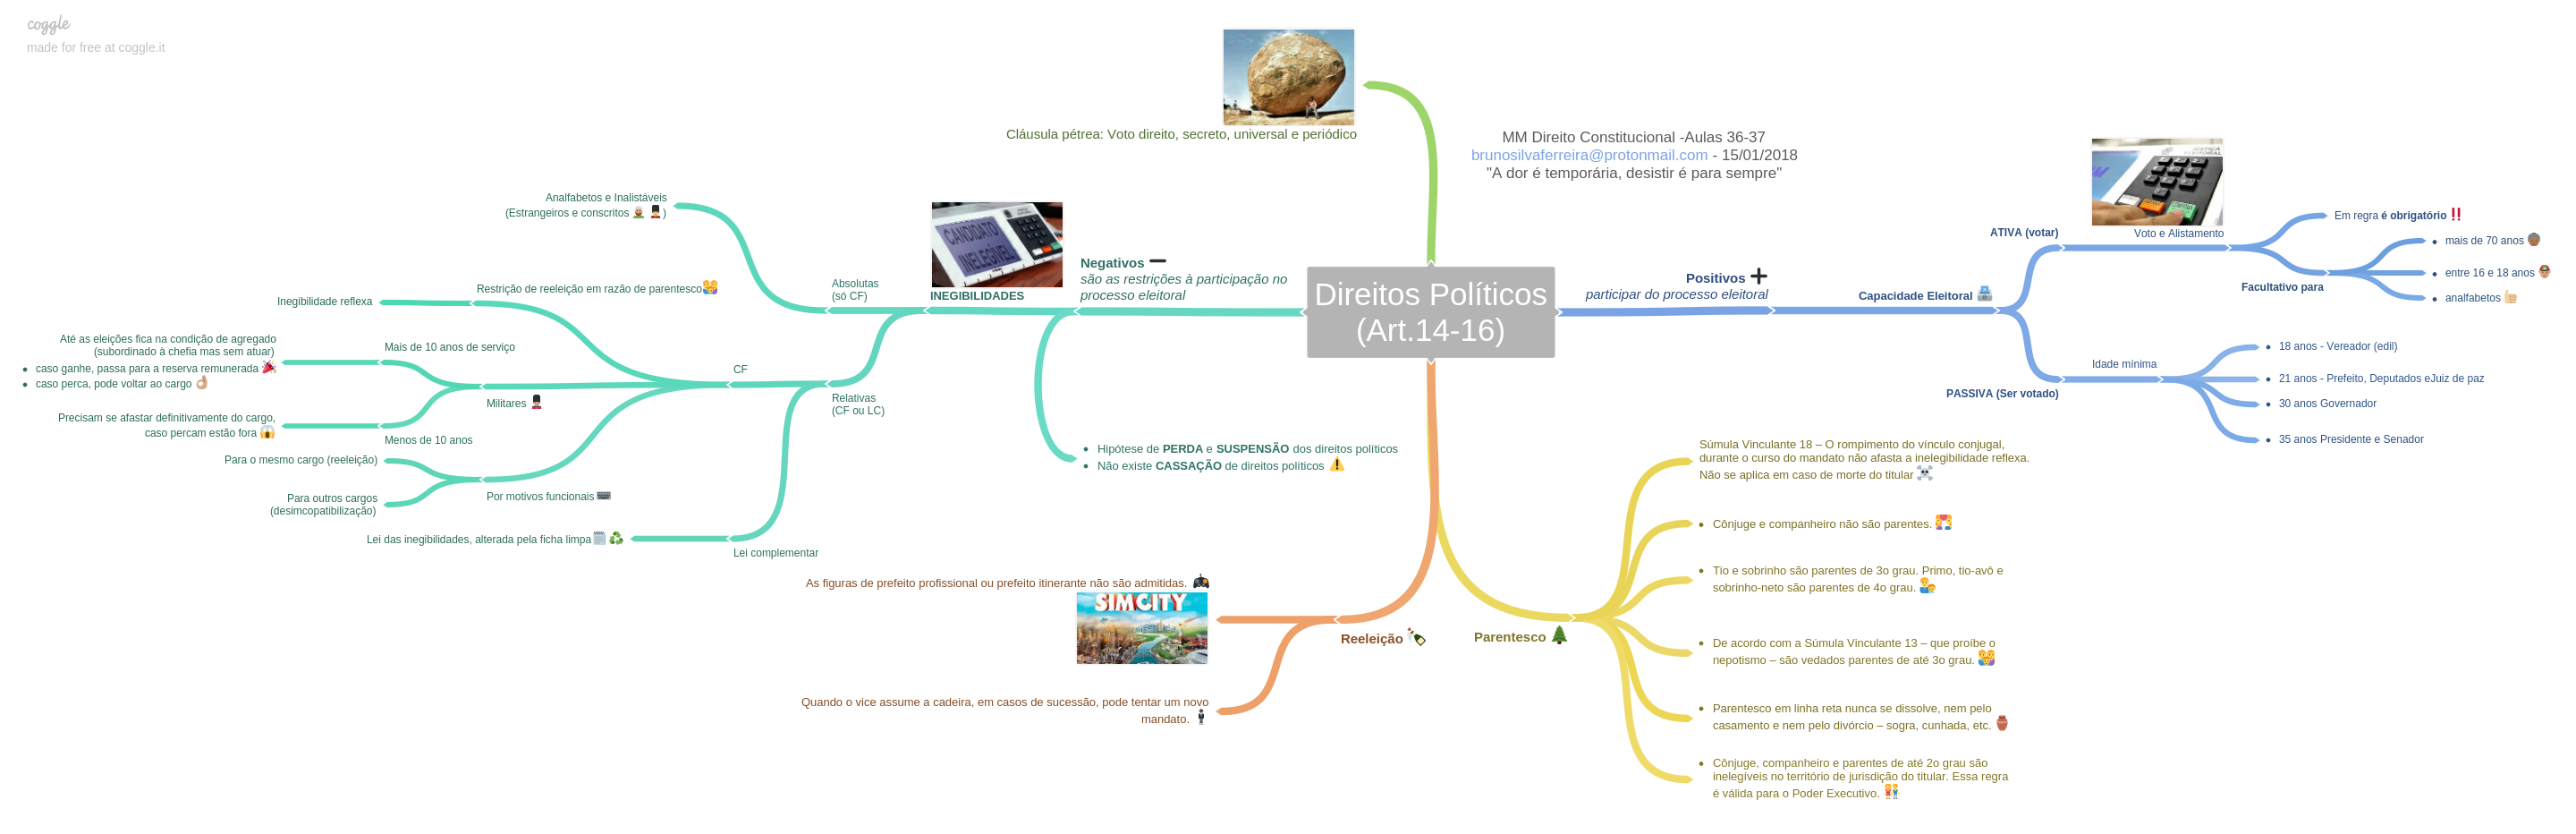 coggle
made for free at coggle.it
Cláusula pétrea: Voto direito, secreto, universal e periódico
MM Direito Constitucional -Aulas 36-37
brunosilvaferreira@protonmail.com - 15/01/2018
"A dor é temporária, desistir é para sempre"
Direitos Políticos
(Art.14-16)
Negativos
são as restrições à participação no
processo eleitoral
CANDIDATO
INELEGÍVEL
INEGIBILIDADES
Absolutas
(só CF)
Analfabetos e Inalistáveis
(Estrangeiros e conscritos )
Relativas
(CF ou LC)
CF
Restrição de reeleição em razão de parentesco
Inegibilidade reflexa
Militares
Mais de 10 anos de serviço
Até as eleições fica na condição de agregado
(subordinado à chefia mas sem atuar)
• caso ganhe, passa para a reserva remunerada
• caso perca, pode voltar ao cargo
Menos de 10 anos
Precisam se afastar definitivamente do cargo,
caso percam estão fora
Por motivos funcionais
Para o mesmo cargo (reeleição)
Para outros cargos
(desimcopatibilização)
Lei complementar
Lei das inegibilidades, alterada pela ficha limpa
• Hipótese de PERDA e SUSPENSÃO dos direitos políticos
• Não existe CASSAÇÃO de direitos políticos
Positivos
participar do processo eleitoral
Capacidade Eleitoral
ATIVA (votar)
JUSTIÇA
ELEITORAL
Voto e Alistamento
Em regra é obrigatório
Facultativo para
• mais de 70 anos
• entre 16 e 18 anos
• analfabetos
PASSIVA (Ser votado)
Idade mínima
• 18 anos - Vereador (edil)
• 21 anos - Prefeito, Deputados eJuiz de paz
• 30 anos Governador
• 35 anos Presidente e Senador
Reeleição
As figuras de prefeito profissional ou prefeito itinerante não são admitidas.
SIMCITY
Quando o vice assume a cadeira, em casos de sucessão, pode tentar um novo
mandato.
Parentesco
Súmula Vinculante 18 – O rompimento do vínculo conjugal,
durante o curso do mandato não afasta a inelegibilidade reflexa.
Não se aplica em caso de morte do titular
• Cônjuge e companheiro não são parentes.
• Tio e sobrinho são parentes de 3o grau. Primo, tio-avô e
sobrinho-neto são parentes de 4o grau.
• De acordo com a Súmula Vinculante 13 – que proíbe o
nepotismo – são vedados parentes de até 3o grau.
• Parentesco em linha reta nunca se dissolve, nem pelo
casamento e nem pelo divórcio – sogra, cunhada, etc.
• Cônjuge, companheiro e parentes de até 2o grau são
inelegíveis no território de jurisdição do titular. Essa regra
é válida para o Poder Executivo.